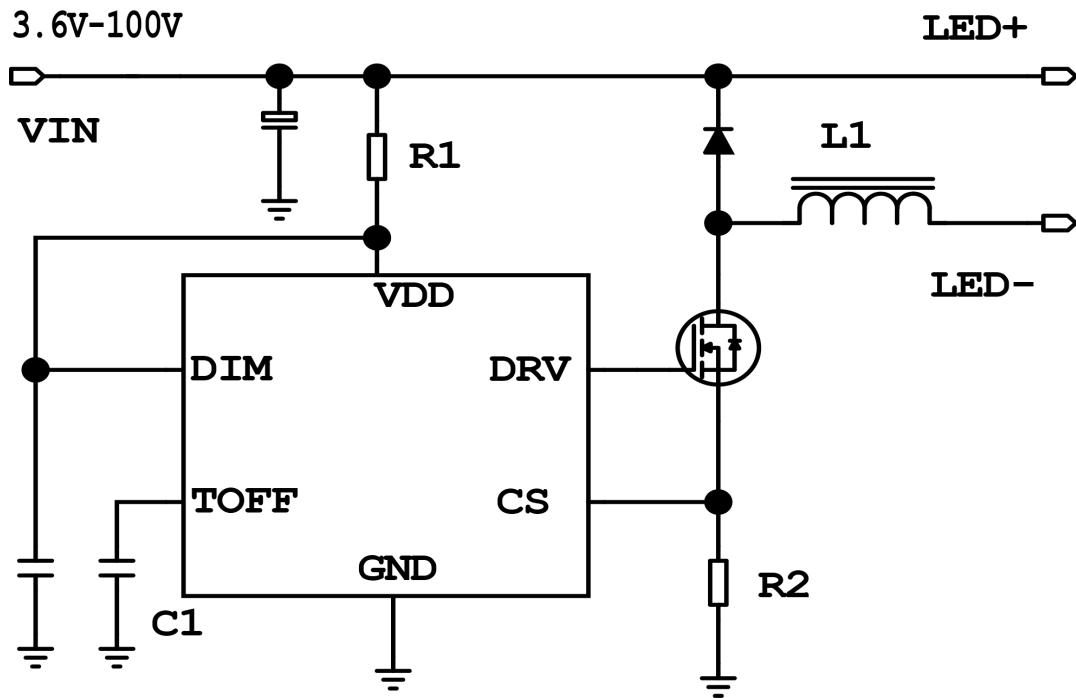 3.6V-100V
LED+
VIN
R1
L1
VDD
LED-
DIM
DRV
TOFF
CS
GND
R2
C1